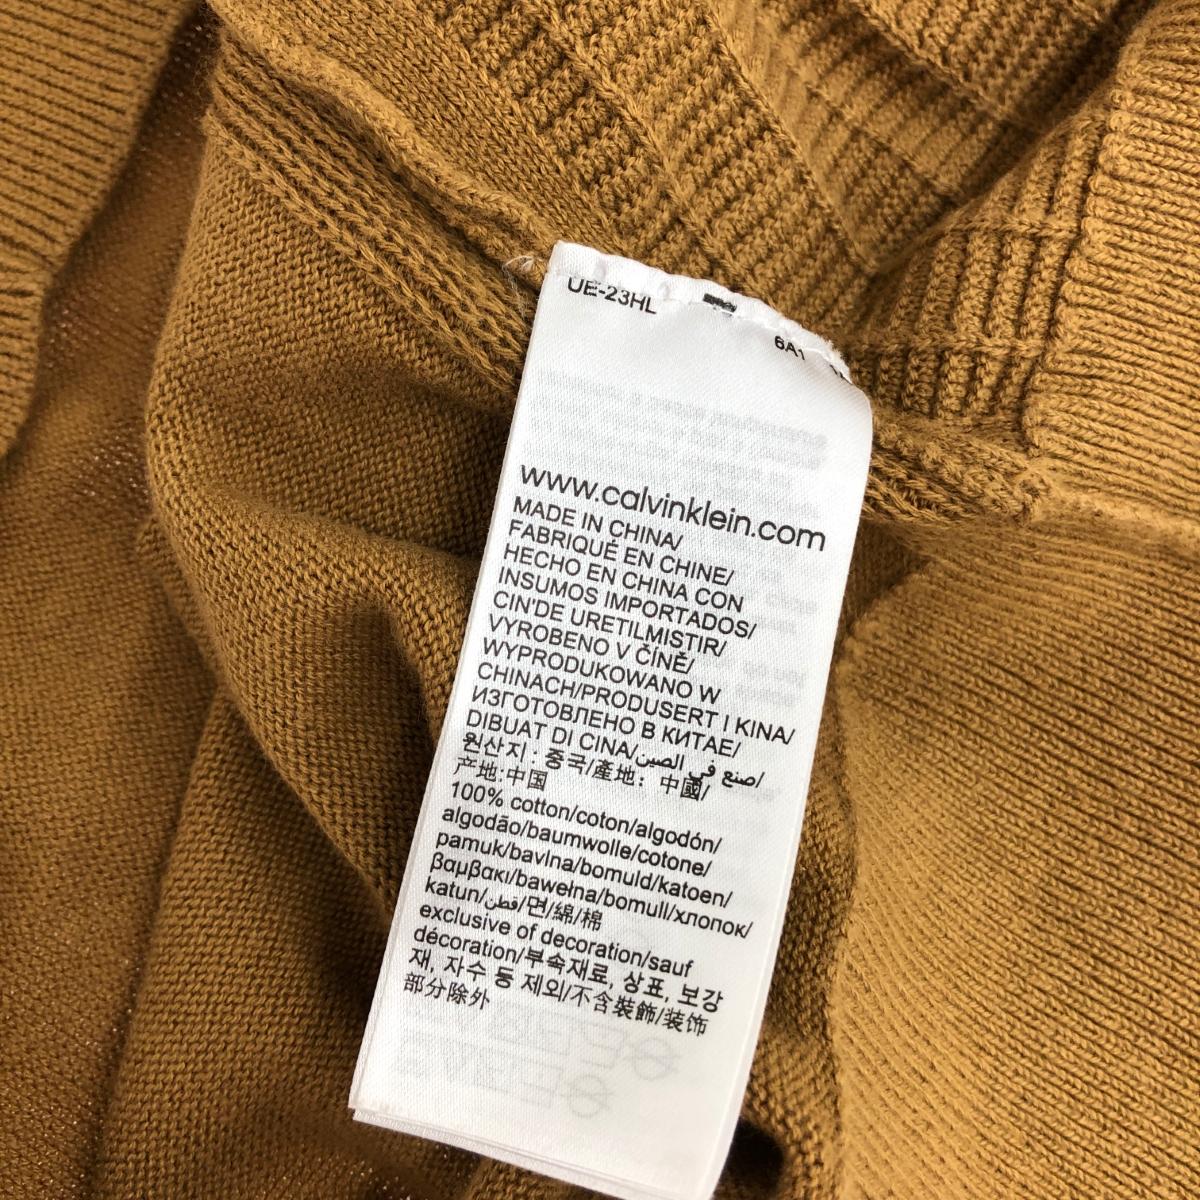 UE-23HL
6A1
www.calvinklein.com
MADE IN CHINA/
FABRIQUÉ EN CHINE/
HECHO EN CHINA CON
INSUMOS IMPORTADOS/
CIN'DE URETILMISTIR/
VYROBENO V ČÍNĚ/
WYPRODUKOWANO W
CHINACH/PRODUSERT I KINA/
ИЗГОТОВЛЕНО В КИТАЕ/
DIBUAT DI CINA/صنع في الصين/
원산지 : 중국/產地: 中國/
产地:中国
100% cotton/coton/algodón/
algodão/baumwolle/cotone/
pamuk/bavlna/bomuld/katoen/
βαμβακι/bawełna/bomull/хлопок/
katun/قطن/면/綿/棉
exclusive of decoration/sauf
décoration/부속재료, 상표, 보강
재, 자수 등 제외/不含裝飾/装饰
部分除外